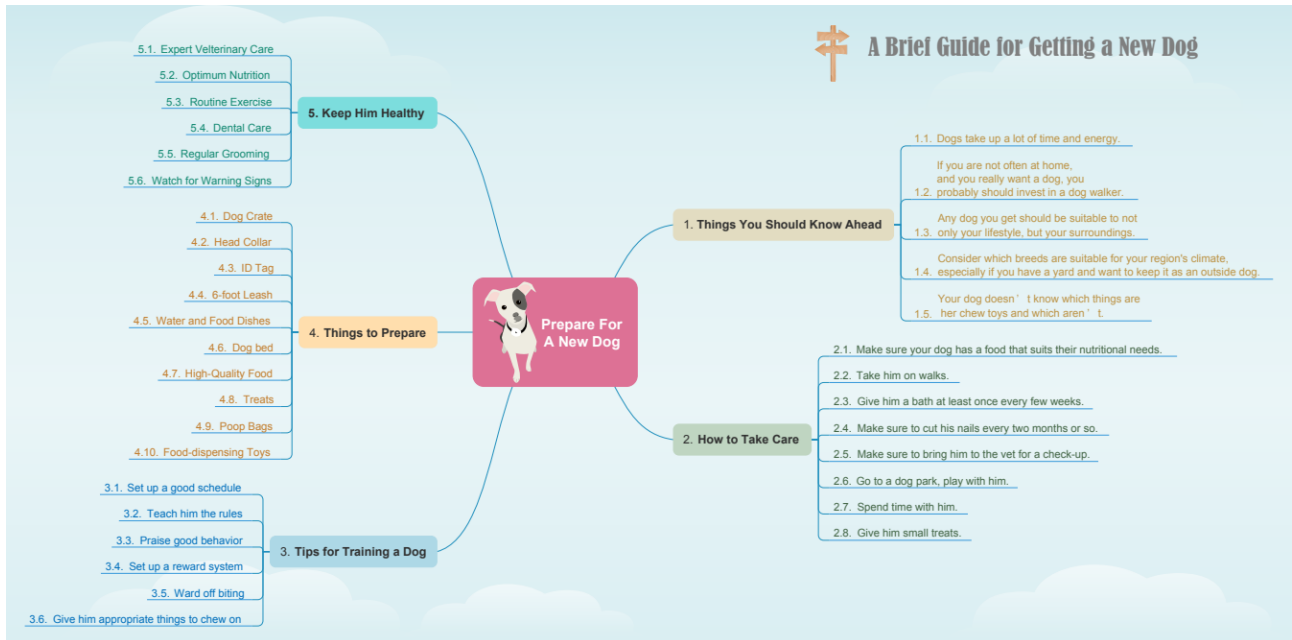 A Brief Guide for Getting a New Dog
Prepare For
A New Dog
1. Things You Should Know Ahead
1.1. Dogs take up a lot of time and energy.
If you are not often at home,
and you really want a dog, you
1.2. probably should invest in a dog walker.
Any dog you get should be suitable to not
1.3. only your lifestyle, but your surroundings.
Consider which breeds are suitable for your region's climate,
1.4. especially if you have a yard and want to keep it as an outside dog.
Your dog doesn’t know which things are
1.5. her chew toys and which aren’t.
2. How to Take Care
2.1. Make sure your dog has a food that suits their nutritional needs.
2.2. Take him on walks.
2.3. Give him a bath at least once every few weeks.
2.4. Make sure to cut his nails every two months or so.
2.5. Make sure to bring him to the vet for a check-up.
2.6. Go to a dog park, play with him.
2.7. Spend time with him.
2.8. Give him small treats.
3. Tips for Training a Dog
3.1. Set up a good schedule
3.2. Teach him the rules
3.3. Praise good behavior
3.4. Set up a reward system
3.5. Ward off biting
3.6. Give him appropriate things to chew on
4. Things to Prepare
4.1. Dog Crate
4.2. Head Collar
4.3. ID Tag
4.4. 6-foot Leash
4.5. Water and Food Dishes
4.6. Dog bed
4.7. High-Quality Food
4.8. Treats
4.9. Poop Bags
4.10. Food-dispensing Toys
5. Keep Him Healthy
5.1. Expert Velterinary Care
5.2. Optimum Nutrition
5.3. Routine Exercise
5.4. Dental Care
5.5. Regular Grooming
5.6. Watch for Warning Signs